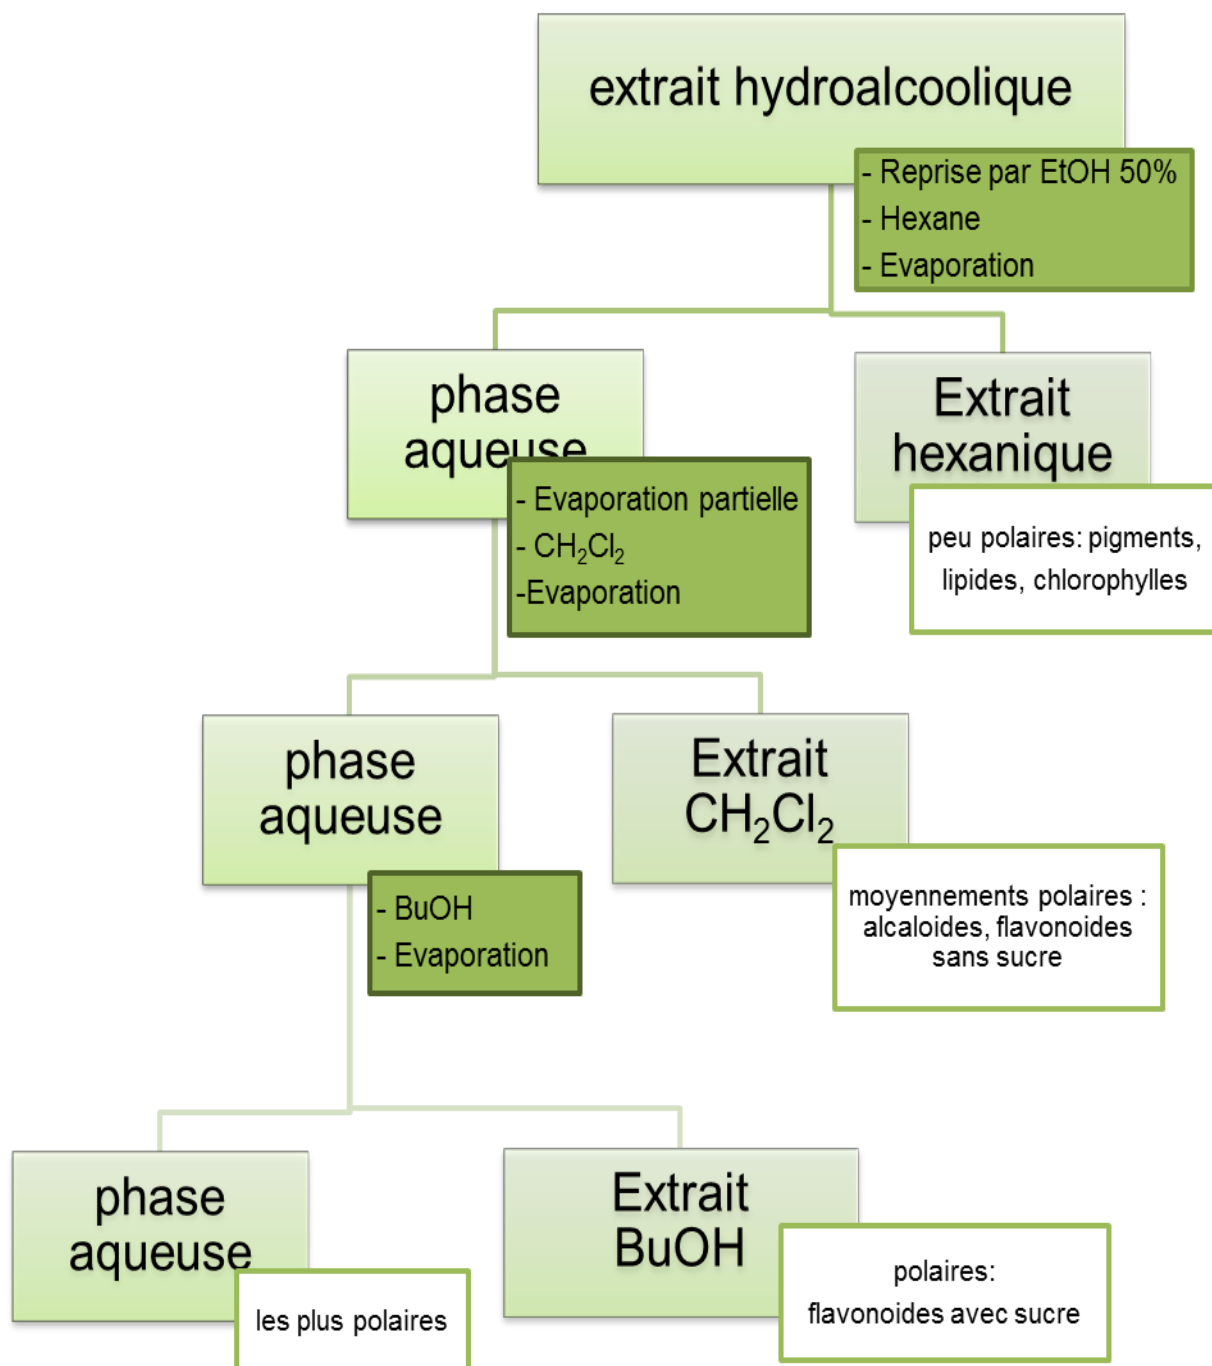 extrait hydroalcoolique
- Reprise par EtOH 50%
- Hexane
- Evaporation
phase
aqueuse
- Evaporation partielle
- CH₂Cl₂
-Evaporation
Extrait
hexanique
peu polaires: pigments,
lipides, chlorophylles
phase
aqueuse
- BuOH
- Evaporation
Extrait
CH₂Cl₂
moyennements polaires :
alcaloides, flavonoides
sans sucre
phase
aqueuse
les plus polaires
Extrait
BuOH
polaires:
flavonoides avec sucre